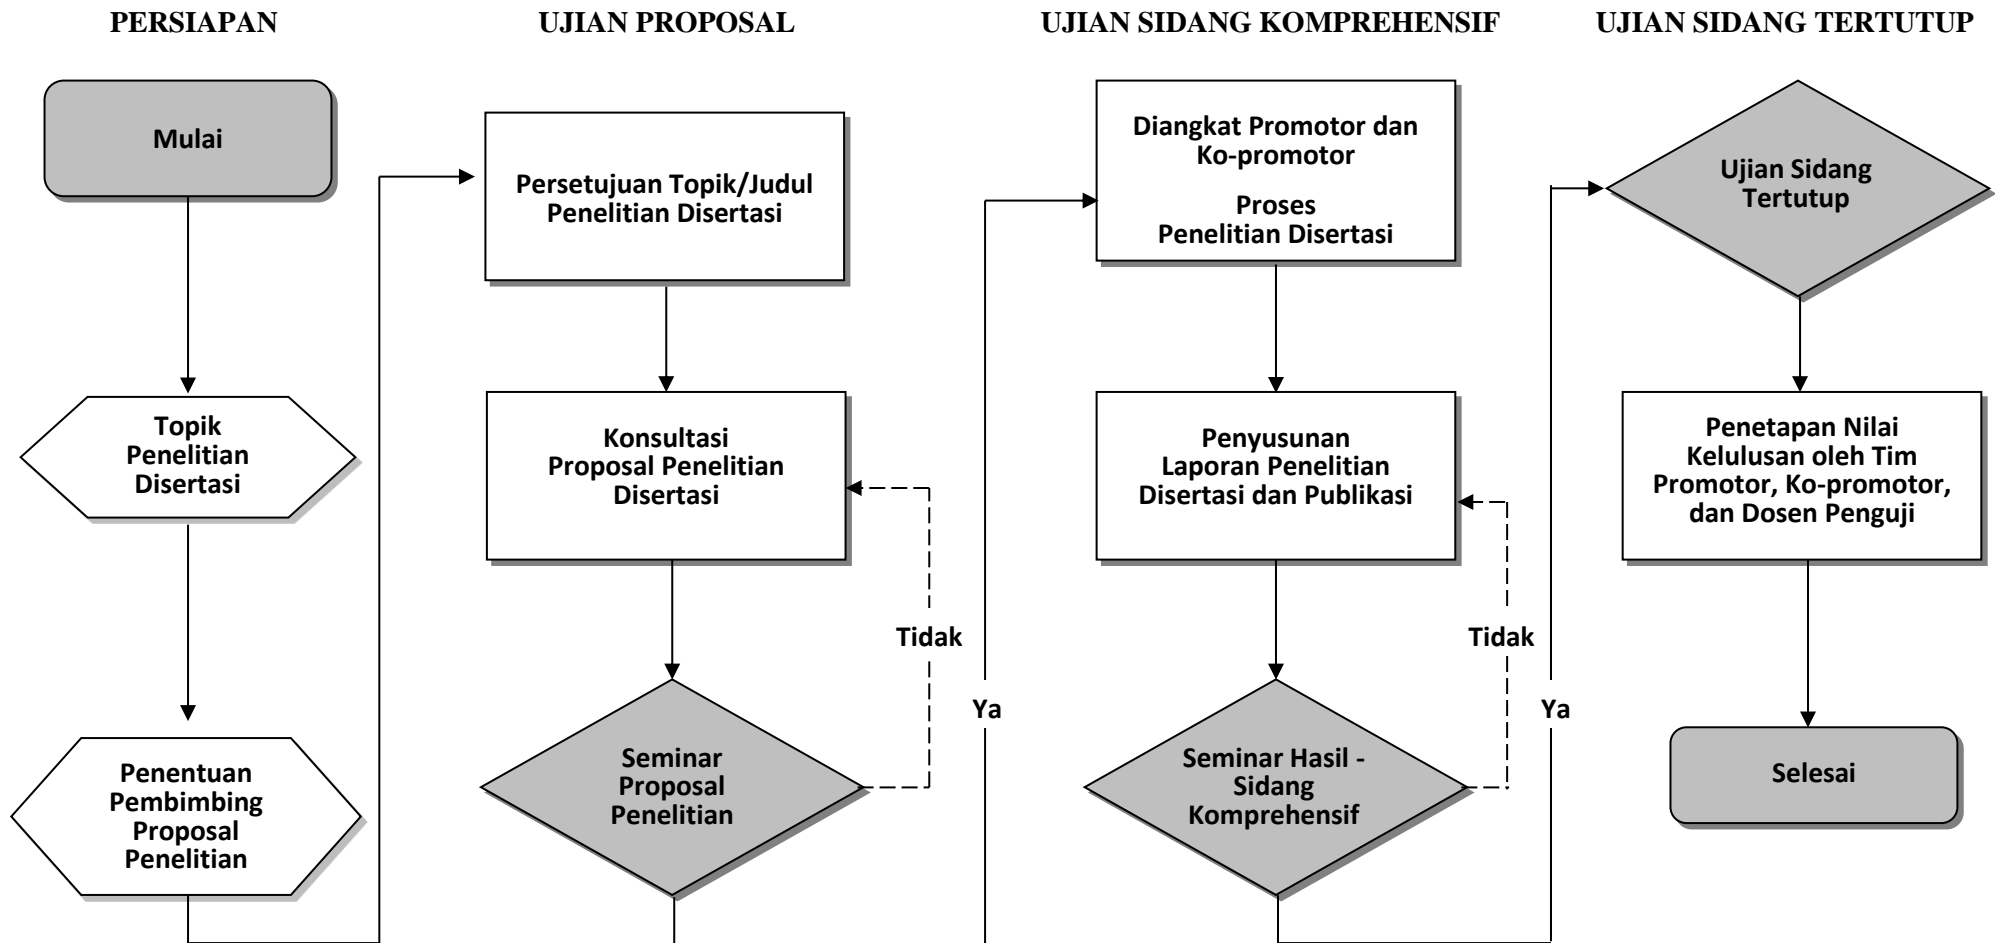 PERSIAPAN
UJIAN PROPOSAL
UJIAN SIDANG KOMPREHENSIF
UJIAN SIDANG TERTUTUP
Mulai
Topik
Penelitian
Disertasi
Penentuan
Pembimbing
Proposal
Penelitian
Persetujuan Topik/Judul
Penelitian Disertasi
Konsultasi
Proposal Penelitian
Disertasi
Tidak
Seminar
Proposal
Penelitian
Ya
Diangkat Promotor dan
Ko-promotor
Proses
Penelitian Disertasi
Penyusunan
Laporan Penelitian
Disertasi dan Publikasi
Tidak
Seminar Hasil -
Sidang
Komprehensif
Ya
Ujian Sidang
Tertutup
Penetapan Nilai
Kelulusan oleh Tim
Promotor, Ko-promotor,
dan Dosen Penguji
Selesai